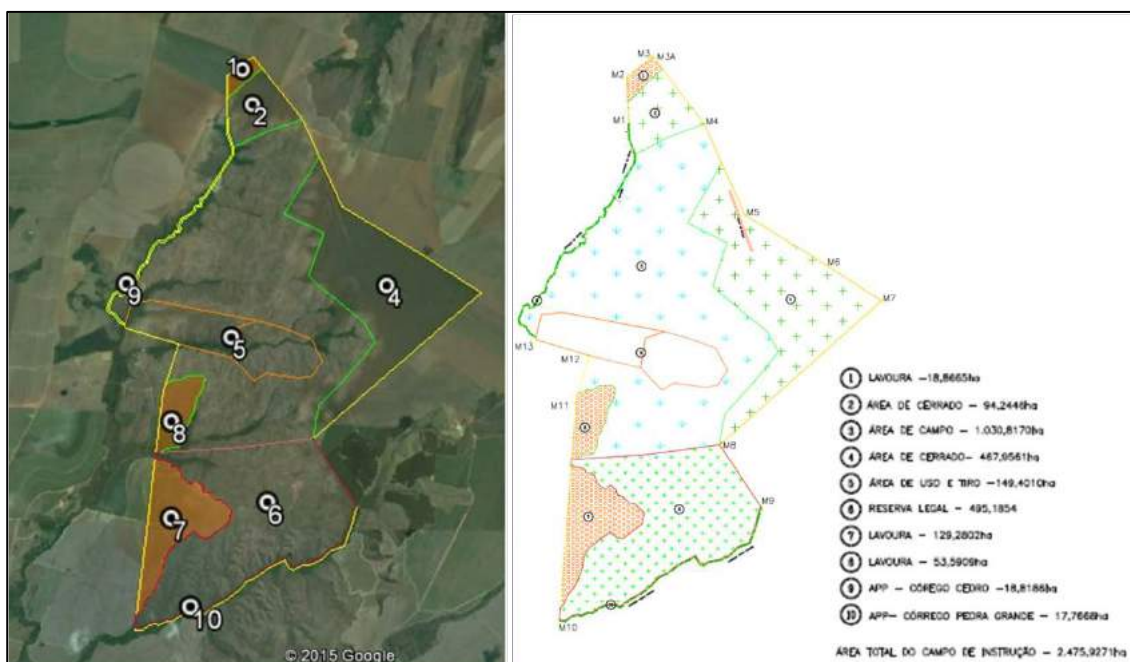 1
2
4
9
5
8
6
7
10
© 2015 Google
M3
M3A
M2
M1
M4
M5
M6
M7
M13
M12
M11
M8
M9
M10
1 LAVOURA -18,8665ha
2 ÁREA DE CERRADO - 94,2446ha
3 ÁREA DE CAMPO - 1.030,8170ha
4 ÁREA DE CERRADO- 467,9561ha
5 ÁREA DE USO E TIRO -149,4010ha
6 RESERVA LEGAL - 495,1854
7 LAVOURA - 129,2802ha
8 LAVOURA - 53,5909ha
9 APP - CÓREGO CEDRO -18,8186ha
10 APP- CÓRREGO PEDRA GRANDE - 17,7668ha
ÁREA TOTAL DO CAMPO DE INSTRUÇÃO - 2.475,9271ha